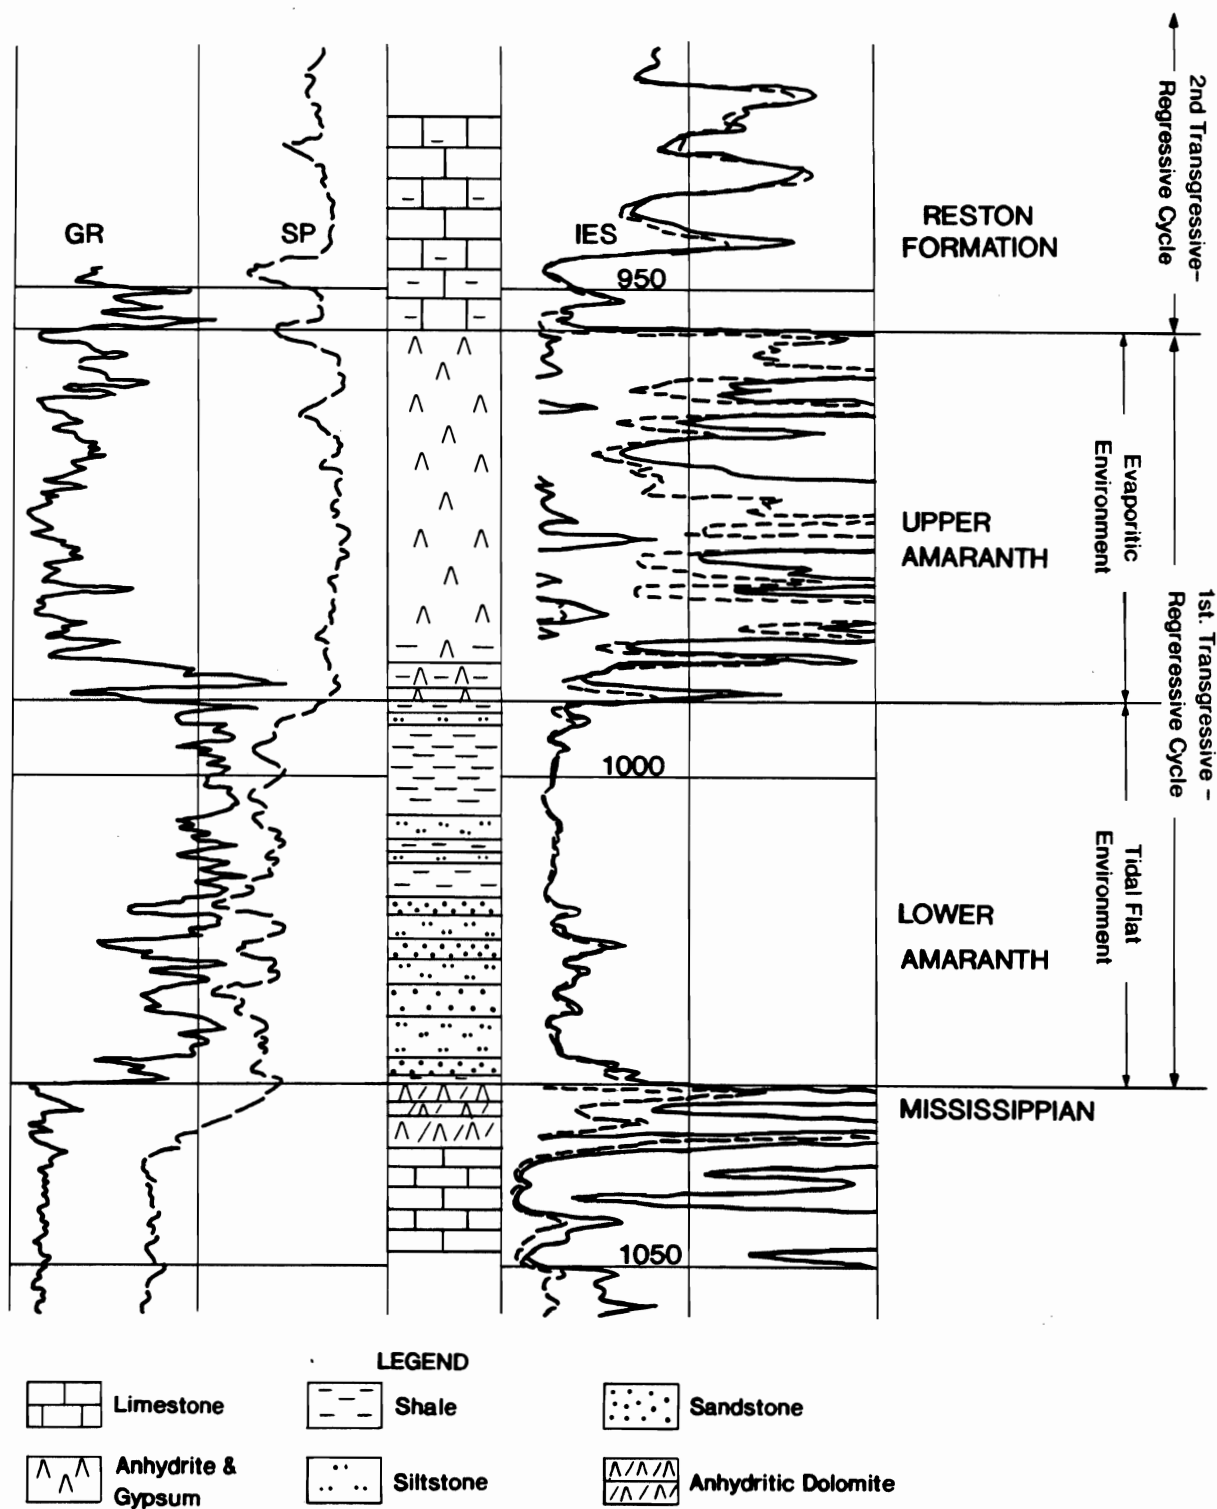 2nd Transgressive-
Regressive Cycle
GR
SP
IES
RESTON
FORMATION
950
Evaporitic
Environment
UPPER
AMARANTH
1st. Transgressive -
Regreressive Cycle
1000
Tidal Flat
Environment
LOWER
AMARANTH
MISSISSIPPIAN
1050
LEGEND
Limestone
Shale
Sandstone
Anhydrite &
Gypsum
Siltstone
Anhydritic Dolomite